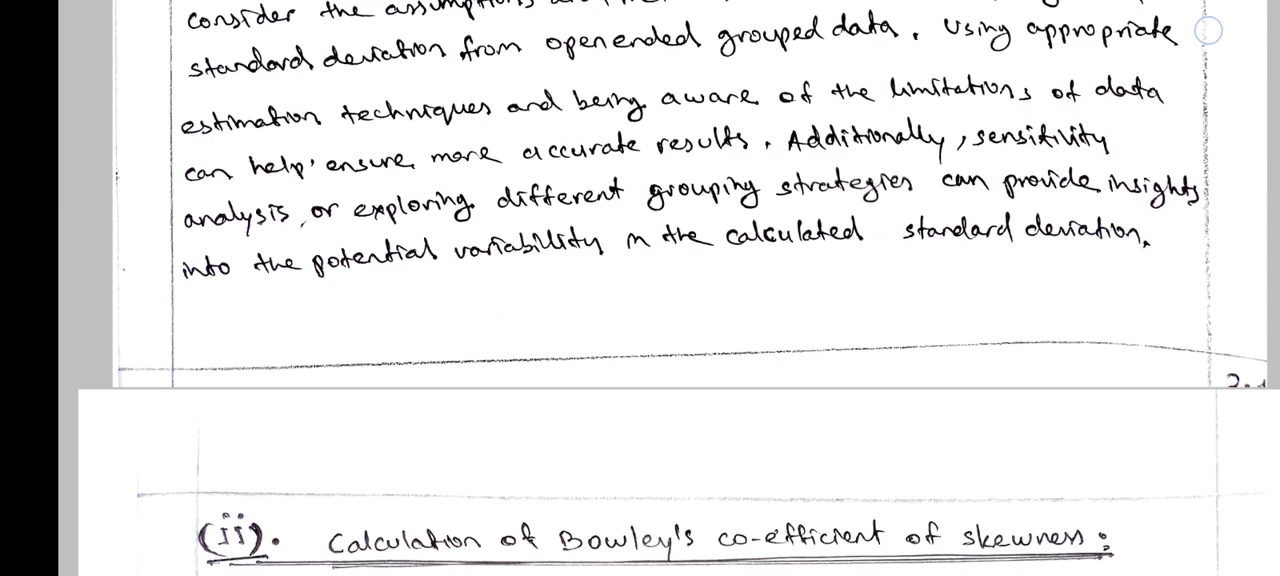 consider the assumptions
standard deviation from openended grouped data. Using appropriate
estimation techniques and being aware of the limitations of data
can help ensure more accurate results. Additionally, sensitivity
analysis, or exploring different grouping strategies can provide insights
into the potential variability in the calculated standard deviation.
(ii). Calculation of Bowley's co-efficient of skewness: